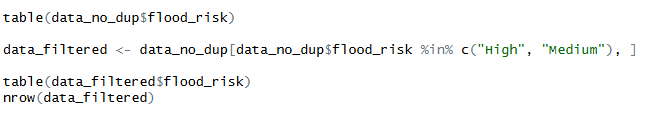 table(data_no_dup$flood_risk)
data_filtered <- data_no_dup[data_no_dup$flood_risk %in% c("High", "Medium"), ]
table(data_filtered$flood_risk)
nrow(data_filtered)